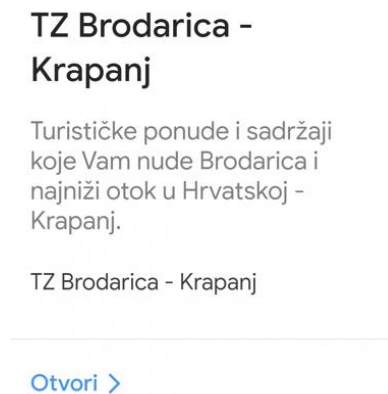 TZ Brodarica -
Krapanj
Turističke ponude i sadržaji
koje Vam nude Brodarica i
najniži otok u Hrvatskoj -
Krapanj.
TZ Brodarica - Krapanj
Otvori >